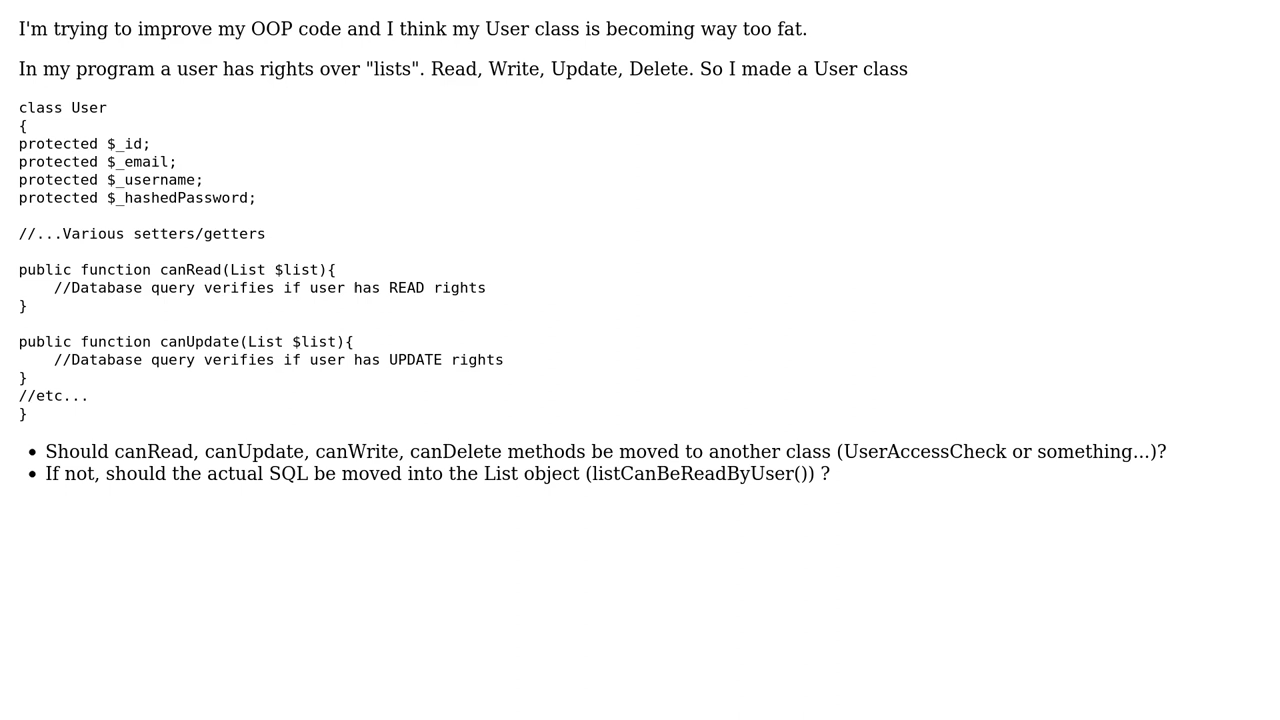 I'm trying to improve my OOP code and I think my User class is becoming way too fat.
In my program a user has rights over "lists". Read, Write, Update, Delete. So I made a User class
class User
{
protected $_id;
protected $_email;
protected $_username;
protected $_hashedPassword;
//...Various setters/getters
public function canRead(List $list){
    //Database query verifies if user has READ rights
}
public function canUpdate(List $list){
    //Database query verifies if user has UPDATE rights
}
//etc...
}
• Should canRead, canUpdate, canWrite, canDelete methods be moved to another class (UserAccessCheck or something...)?
• If not, should the actual SQL be moved into the List object (listCanBeReadByUser()) ?